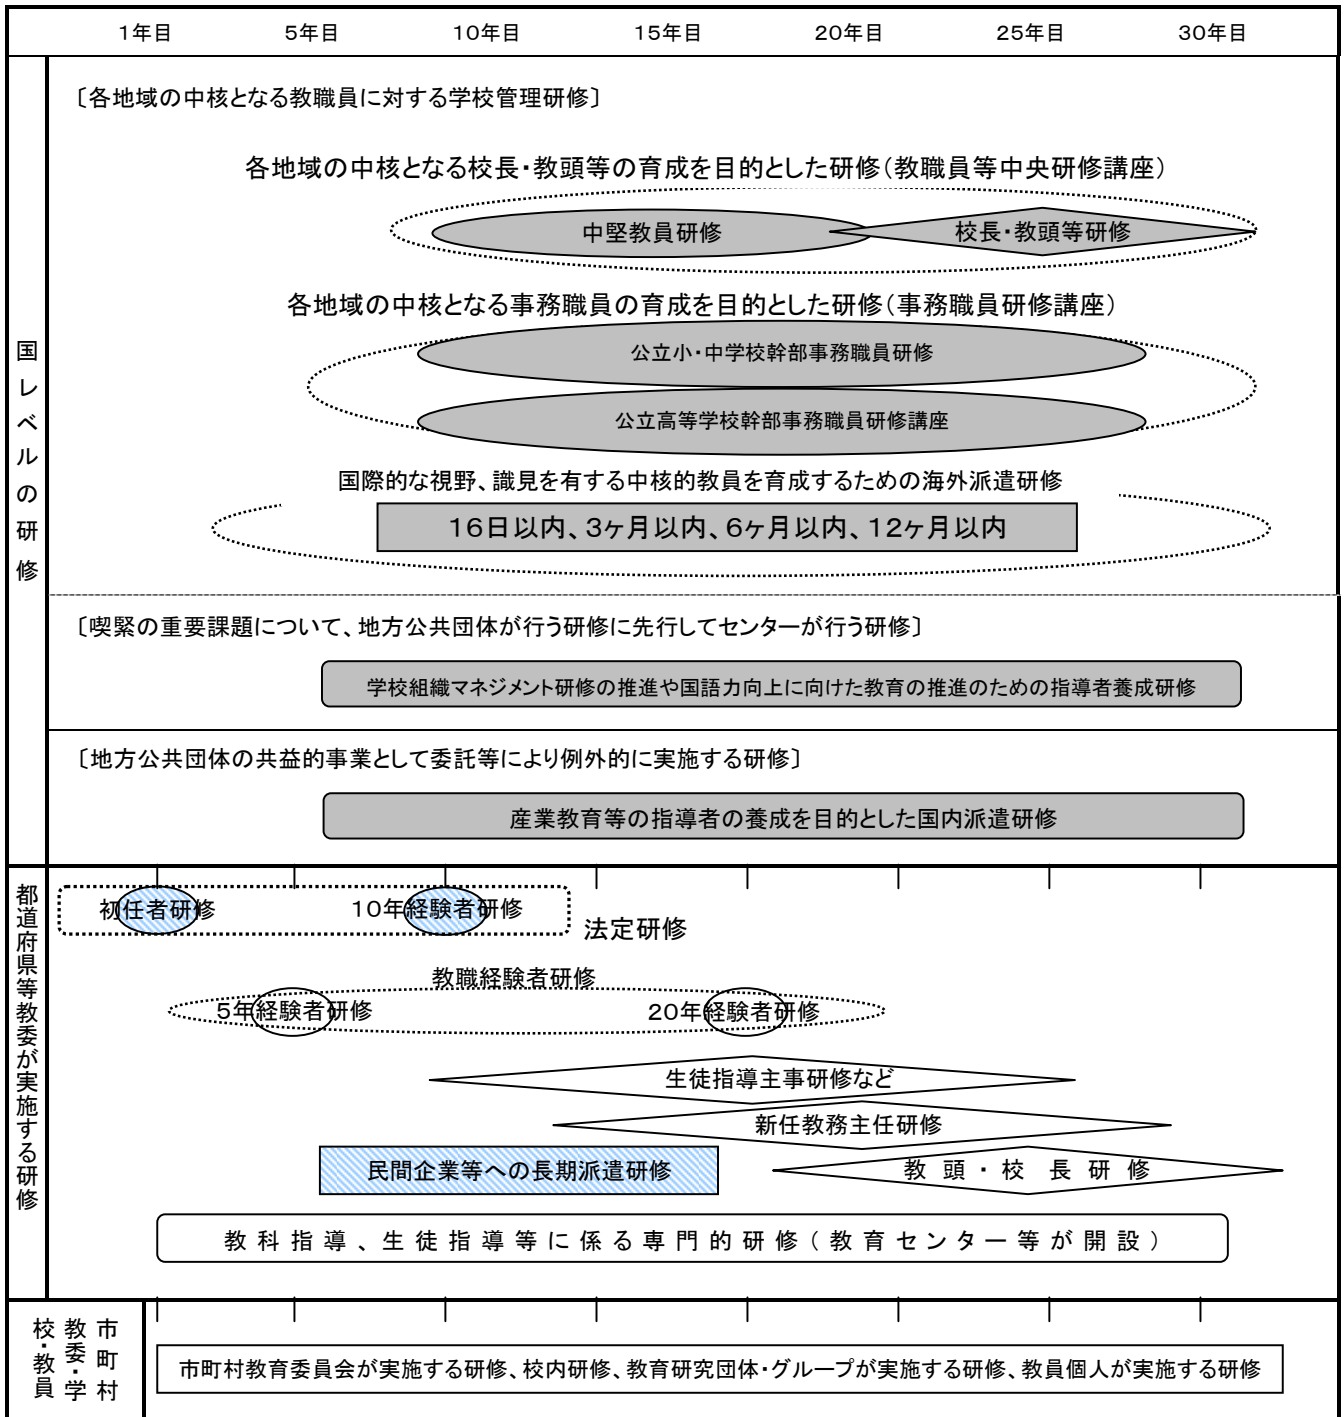 1年目 5年目 10年目 15年目 20年目 25年目 30年目
国レベルの研修
〔各地域の中核となる教職員に対する学校管理研修〕
各地域の中核となる校長・教頭等の育成を目的とした研修（教職員等中央研修講座）
中堅教員研修
校長・教頭等研修
各地域の中核となる事務職員の育成を目的とした研修（事務職員研修講座）
公立小・中学校幹部事務職員研修
公立高等学校幹部事務職員研修講座
国際的な視野、識見を有する中核的教員を育成するための海外派遣研修
16日以内、3ヶ月以内、6ヶ月以内、12ヶ月以内
〔喫緊の重要課題について、地方公共団体が行う研修に先行してセンターが行う研修〕
学校組織マネジメント研修の推進や国語力向上に向けた教育の推進のための指導者養成研修
〔地方公共団体の共益的事業として委託等により例外的に実施する研修〕
産業教育等の指導者の養成を目的とした国内派遣研修
都道府県等教委が実施する研修
初任者研修
10年経験者研修
法定研修
教職経験者研修
5年経験者研修
20年経験者研修
生徒指導主事研修など
新任教務主任研修
民間企業等への長期派遣研修
教頭・校長研修
教科指導、生徒指導等に係る専門的研修（教育センター等が開設）
市町村
教委・学
校・教員
市町村教育委員会が実施する研修、校内研修、教育研究団体・グループが実施する研修、教員個人が実施する研修